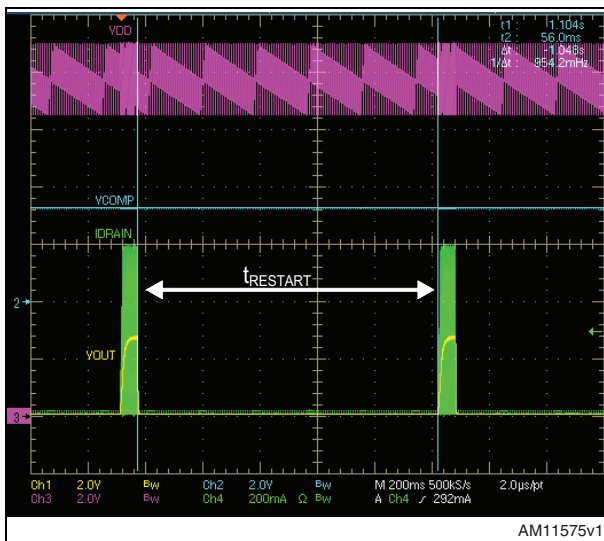 VDD
t1 : 1.104s
t2 : 56.0ms
Δt : -1.048s
1/Δt : 954.2mHz
VCOMP
IDRAIN
tRESTART
2
VOUT
3
Ch1 2.0V Bw Ch2 2.0V Bw M 200ms 500kS/s 2.0µs/pt
Ch3 2.0V Bw Ch4 200mA Ω Bw A Ch4 ⁄ 292mA
AM11575v1